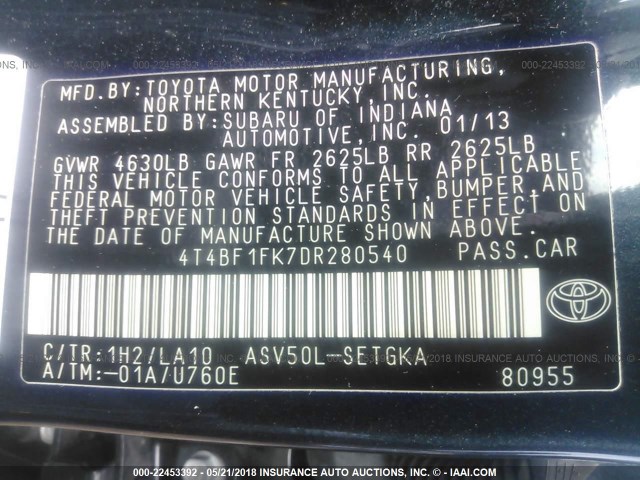 MFD.BY:TOYOTA MOTOR MANUFACTURING,
NORTHERN KENTUCKY,INC.
ASSEMBLED BY:SUBARU OF INDIANA
AUTOMOTIVE,INC. 01/13
GVWR 4630LB GAWR FR 2625LB RR 2625LB
THIS VEHICLE CONFORMS TO ALL APPLICABLE
FEDERAL MOTOR VEHICLE SAFETY,BUMPER,AND
THEFT PREVENTION STANDARDS IN EFFECT ON
THE DATE OF MANUFACTURE SHOWN ABOVE.
4T4BF1FK7DR280540 PASS.CAR
C/TR:1H2/LA10 ASV50L-SETGKA
A/TM:-01A/U760E 80955
000-22453392 - 05/21/2018 INSURANCE AUTO AUCTIONS, INC. © - IAAI.COM